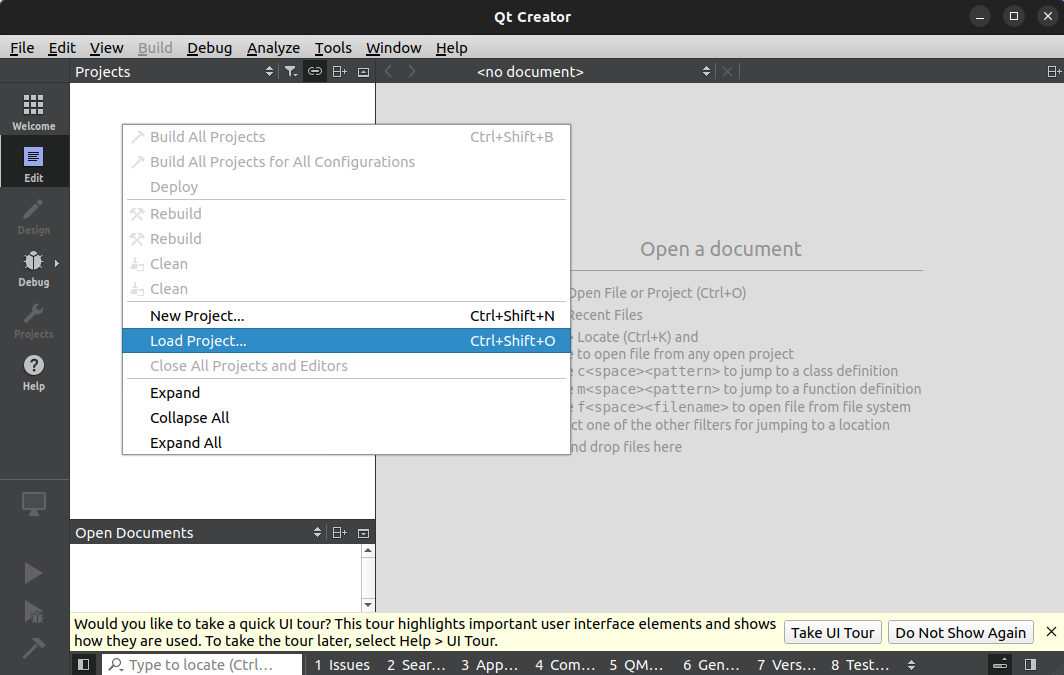 Qt Creator
File Edit View Build Debug Analyze Tools Window Help
Projects
<no document>
Welcome
Edit
Design
Debug
Projects
Help
Build All Projects Ctrl+Shift+B
Build All Projects for All Configurations
Deploy
Rebuild
Rebuild
Clean
Clean
New Project... Ctrl+Shift+N
Load Project... Ctrl+Shift+O
Close All Projects and Editors
Expand
Collapse All
Expand All
Open a document
Open File or Project (Ctrl+O)
Recent Files
Locate (Ctrl+K) and
to open file from any open project
c<space><pattern> to jump to a class definition
m<space><pattern> to jump to a function definition
f<space><filename> to open file from file system
one of the other filters for jumping to a location
drop files here
Open Documents
Would you like to take a quick UI tour? This tour highlights important user interface elements and shows
how they are used. To take the tour later, select Help > UI Tour.
Take UI Tour
Do Not Show Again
Type to locate (Ctrl...
1 Issues
2 Sear...
3 App...
4 Com...
5 QM...
6 Gen...
7 Vers...
8 Test...